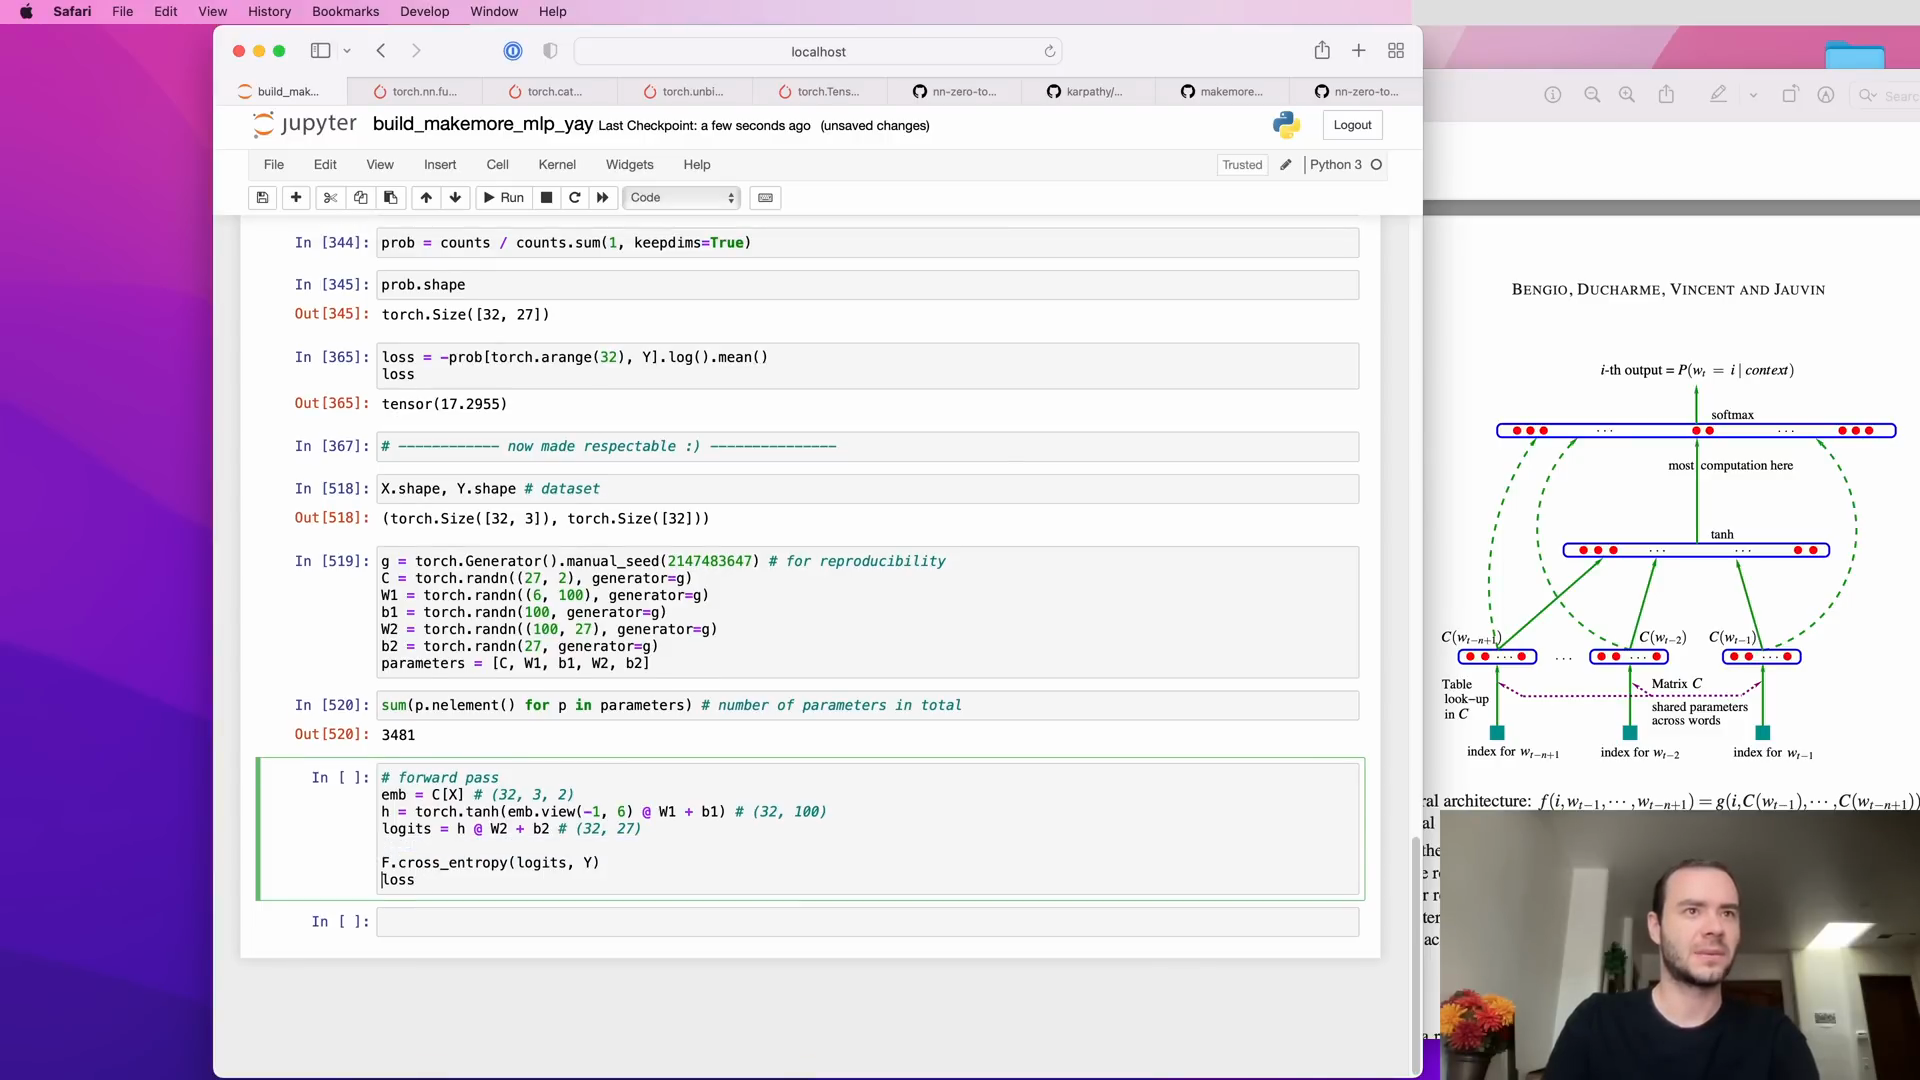 Safari File Edit View History Bookmarks Develop Window Help
localhost
build_mak... torch.nn.fu... torch.cat... torch.unbi... torch.Tens... nn-zero-to... karpathy/... makemore... nn-zero-to...
jupyter build_makemore_mlp_yay Last Checkpoint: a few seconds ago (unsaved changes) Logout
File Edit View Insert Cell Kernel Widgets Help Trusted Python 3
Run Code
Search
In [344]: prob = counts / counts.sum(1, keepdims=True)
In [345]: prob.shape
Out[345]: torch.Size([32, 27])
In [365]: loss = -prob[torch.arange(32), Y].log().mean()
loss
Out[365]: tensor(17.2955)
In [367]: # ------------ now made respectable :) ---------------
In [518]: X.shape, Y.shape # dataset
Out[518]: (torch.Size([32, 3]), torch.Size([32]))
In [519]: g = torch.Generator().manual_seed(2147483647) # for reproducibility
C = torch.randn((27, 2), generator=g)
W1 = torch.randn((6, 100), generator=g)
b1 = torch.randn(100, generator=g)
W2 = torch.randn((100, 27), generator=g)
b2 = torch.randn(27, generator=g)
parameters = [C, W1, b1, W2, b2]
In [520]: sum(p.nelement() for p in parameters) # number of parameters in total
Out[520]: 3481
In [ ]: # forward pass
emb = C[X] # (32, 3, 2)
h = torch.tanh(emb.view(-1, 6) @ W1 + b1) # (32, 100)
logits = h @ W2 + b2 # (32, 27)
F.cross_entropy(logits, Y)
loss
In [ ]:
BENGIO, DUCHARME, VINCENT AND JAUVIN
i-th output = P(w_t = i | context)
softmax
. . . . . .
most computation here
tanh
. . . . . .
C(w_{t−n+1}) C(w_{t−2}) C(w_{t−1})
. . . . . . . . . . . .
Table
look−up
in C
Matrix C
shared parameters
across words
index for w_{t−n+1} index for w_{t−2} index for w_{t−1}
ral architecture: f(i,w_{t−1},⋯,w_{t−n+1}) = g(i,C(w_{t−1}),⋯,C(w_{t−n+1}))
al